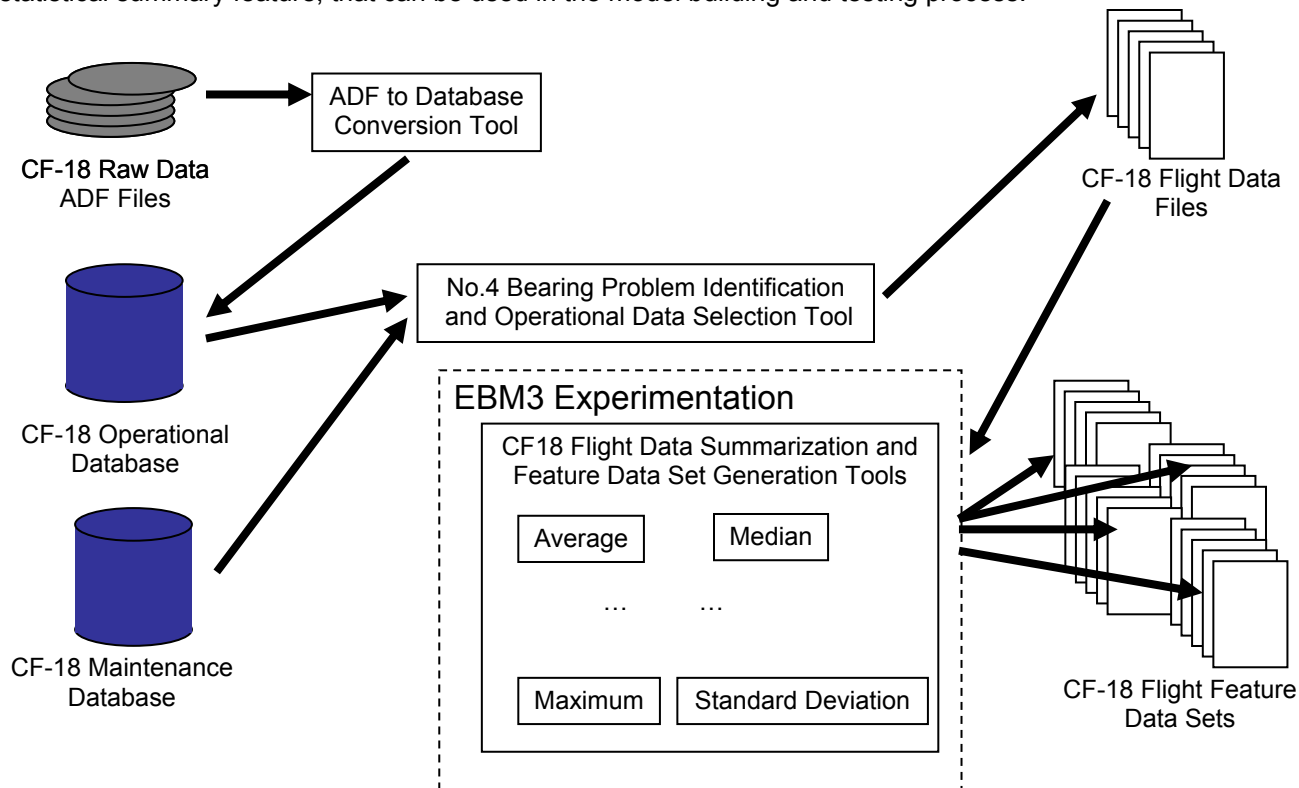 statistical summary feature, that can be used in the model building and testing process.
ADF to Database
Conversion Tool
CF-18 Raw Data
ADF Files
CF-18 Flight Data
Files
No.4 Bearing Problem Identification
and Operational Data Selection Tool
CF-18 Operational
Database
EBM3 Experimentation
CF18 Flight Data Summarization and
Feature Data Set Generation Tools
Average
Median
… …
CF-18 Maintenance
Database
Maximum
Standard Deviation
CF-18 Flight Feature
Data Sets